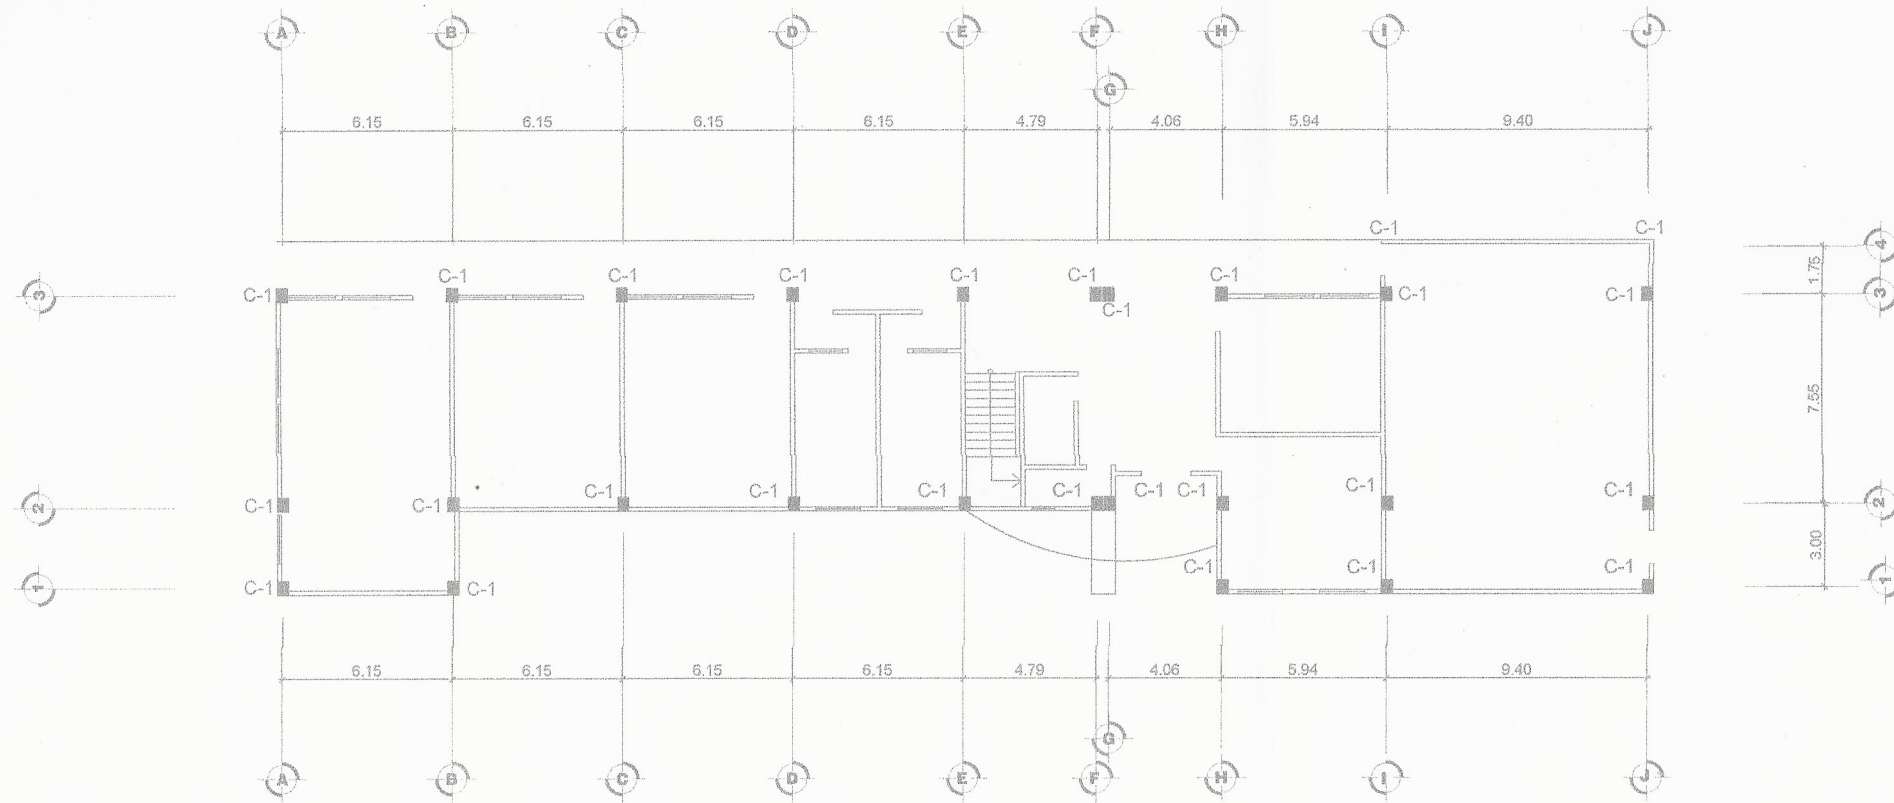 A B C D E F H I J
G
6.15 6.15 6.15 6.15 4.79 4.06 5.94 9.40
C-1 C-1
4
1.75
C-1 C-1 C-1 C-1 C-1 C-1
3 C-1 C-1 C-1 3
C-1
7.55
C-1
C-1 C-1 C-1 C-1 C-1 C-1 C-1
2 C-1 C-1 2
3.00
C-1 C-1 C-1
1 C-1 C-1 1
6.15 6.15 6.15 6.15 4.79 4.06 5.94 9.40
G
A B C D E F H I J